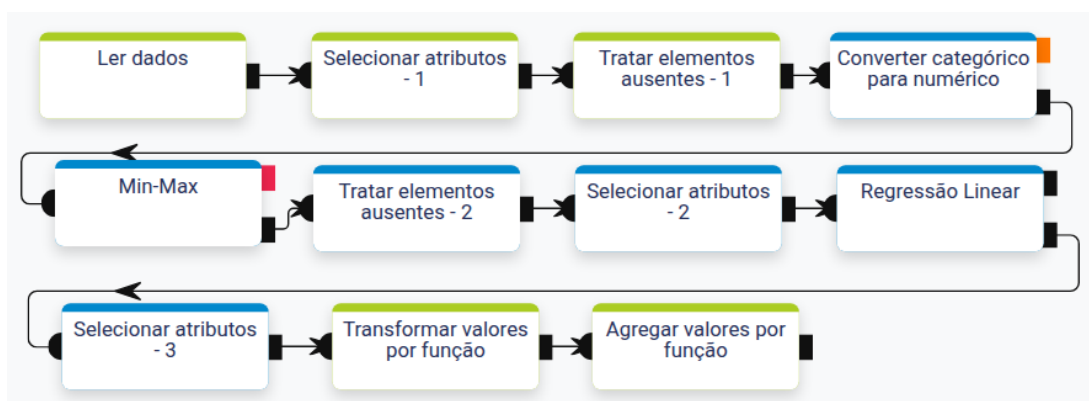 Ler dados
Selecionar atributos
- 1
Tratar elementos
ausentes - 1
Converter categórico
para numérico
Min-Max
Tratar elementos
ausentes - 2
Selecionar atributos
- 2
Regressão Linear
Selecionar atributos
- 3
Transformar valores
por função
Agregar valores por
função